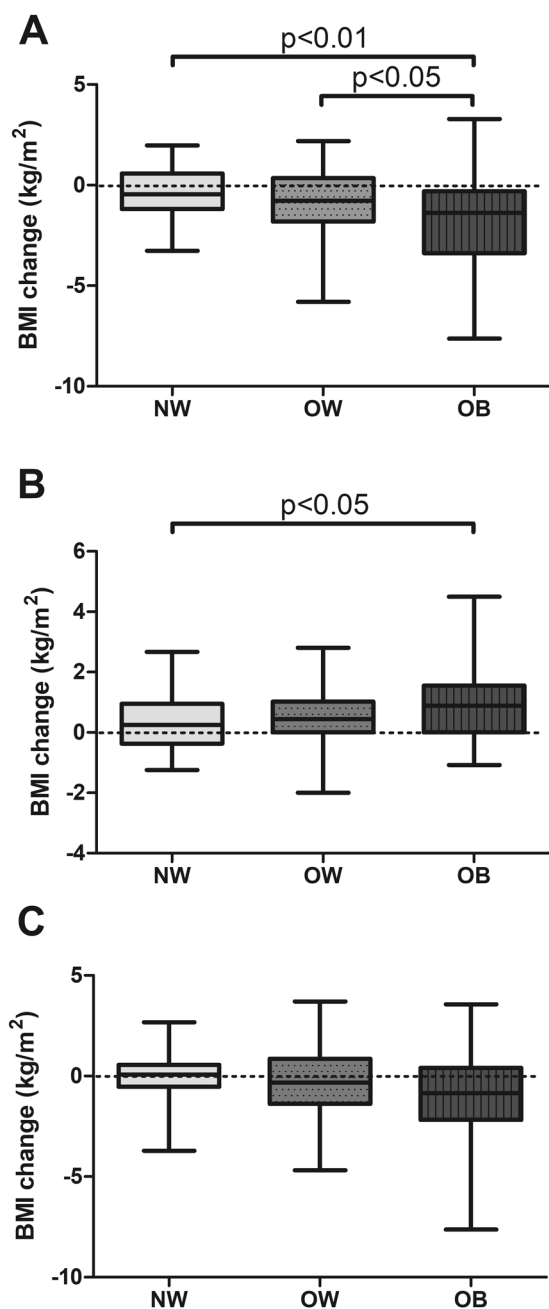 A
p<0.01
p<0.05
BMI change (kg/m²)
5
0
-5
-10
NW OW OB
B
p<0.05
BMI change (kg/m²)
6
4
2
0
-2
-4
NW OW OB
C
BMI change (kg/m²)
5
0
-5
-10
NW OW OB